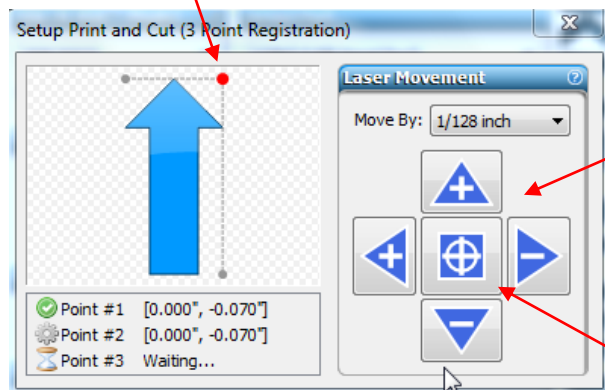 Setup Print and Cut (3 Point Registration)
Laser Movement
Move By: 1/128 inch
Point #1 [0.000", -0.070"]
Point #2 [0.000", -0.070"]
Point #3 Waiting...